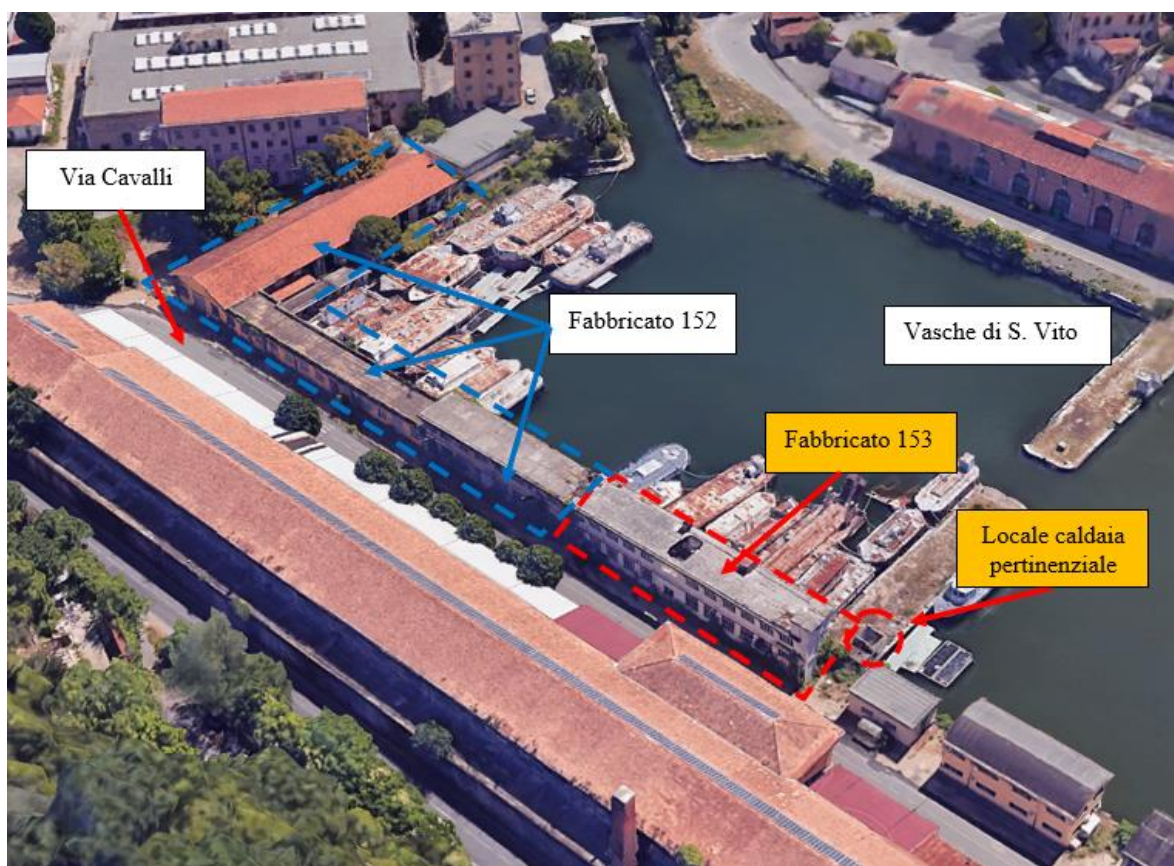 Via Cavalli
Fabbricato 152
Vasche di S. Vito
Fabbricato 153
Locale caldaia
pertinenziale